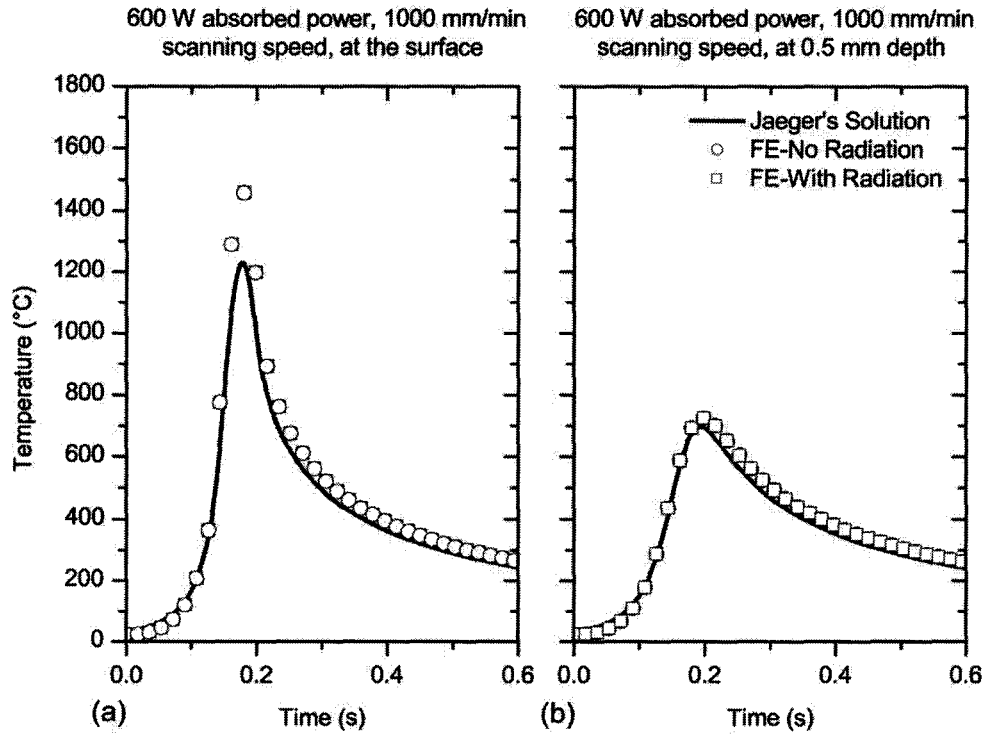 600 W absorbed power, 1000 mm/min
scanning speed, at the surface
600 W absorbed power, 1000 mm/min
scanning speed, at 0.5 mm depth
Temperature (°C)
1800
1600
1400
1200
1000
800
600
400
200
0
0.0 0.2 0.4 0.6
(a) Time (s)
Jaeger's Solution
FE-No Radiation
FE-With Radiation
0.0 0.2 0.4 0.6
(b) Time (s)